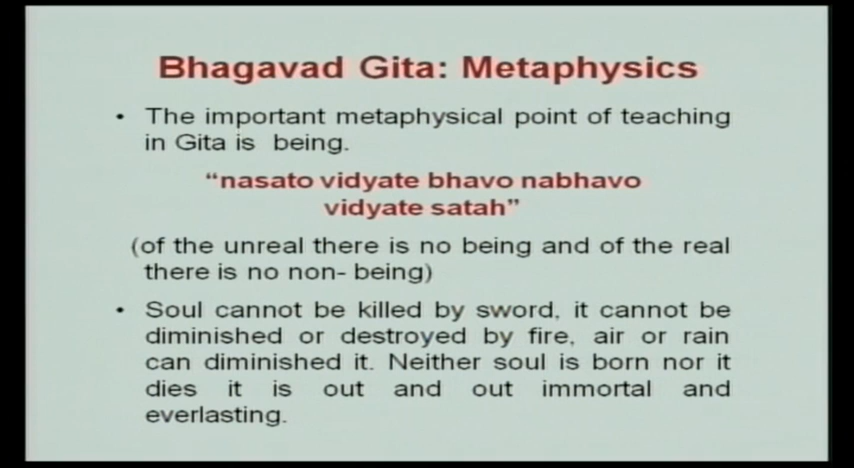 Bhagavad Gita: Metaphysics
• The important metaphysical point of teaching
in Gita is being.
“nasato vidyate bhavo nabhavo
vidyate satah”
(of the unreal there is no being and of the real
there is no non- being)
• Soul cannot be killed by sword, it cannot be
diminished or destroyed by fire, air or rain
can diminished it. Neither soul is born nor it
dies it is out and out immortal and
everlasting.